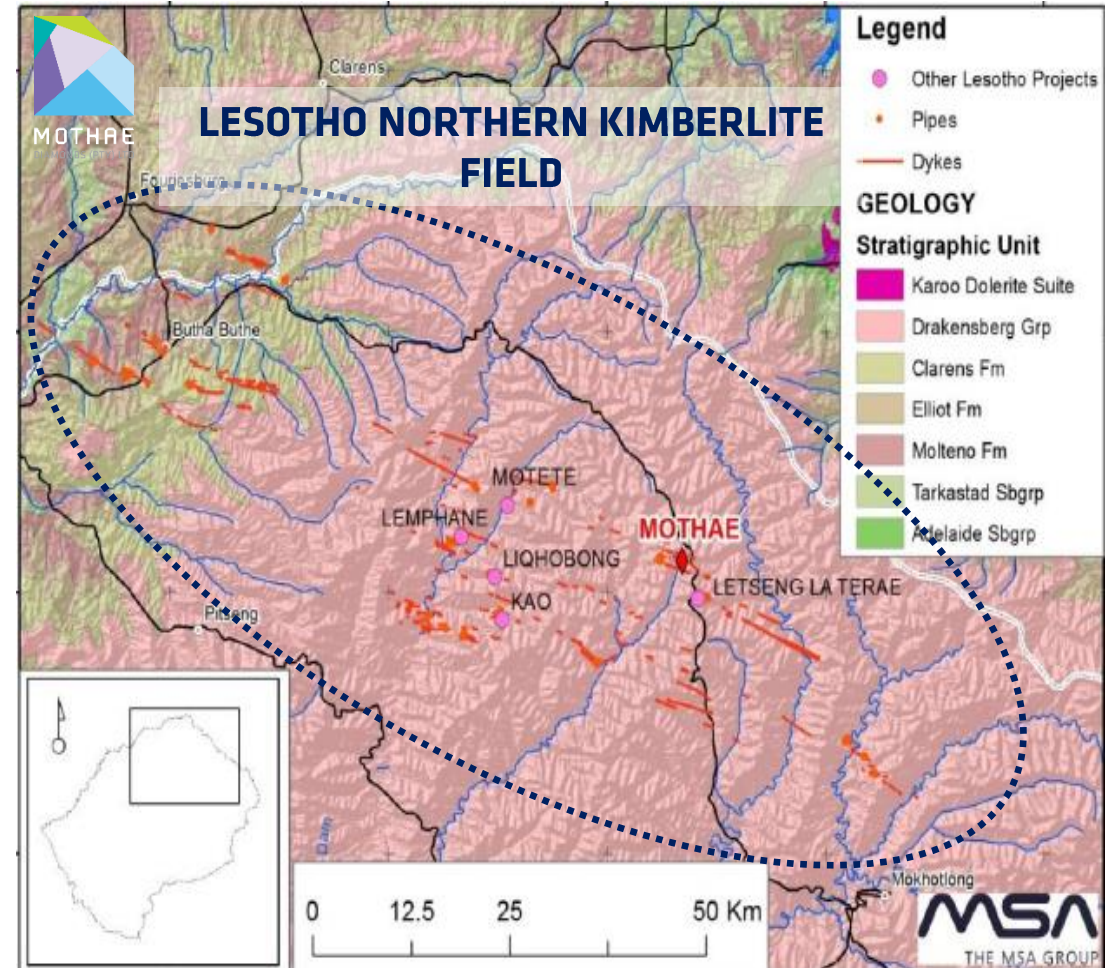 MOTHAE
LESOTHO NORTHERN KIMBERLITE
FIELD
Clarens
Fouriesburg
Butha Buthe
MOTETE
LEMPHANE
MOTHAE
LIQHOBONG
LETSENG LA TERAE
KAO
Pitseng
Mokhotlong
Legend
Other Lesotho Projects
Pipes
Dykes
GEOLOGY
Stratigraphic Unit
Karoo Dolerite Suite
Drakensberg Grp
Clarens Fm
Elliot Fm
Molteno Fm
Tarkastad Sbgrp
Adelaide Sbgrp
0 12.5 25 50 Km
MSA
THE MSA GROUP